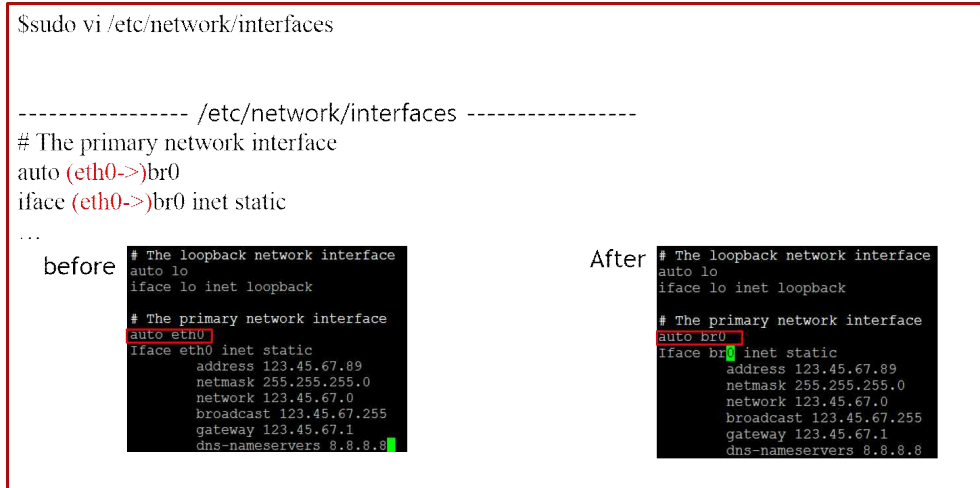 $sudo vi /etc/network/interfaces
----------------- /etc/network/interfaces -----------------
# The primary network interface
auto (eth0->)br0
iface (eth0->)br0 inet static
…
before
# The loopback network interface
auto lo
iface lo inet loopback
# The primary network interface
auto eth0
iface eth0 inet static
address 123.45.67.89
netmask 255.255.255.0
network 123.45.67.0
broadcast 123.45.67.255
gateway 123.45.67.1
dns-nameservers 8.8.8.8
After
# The loopback network interface
auto lo
iface lo inet loopback
# The primary network interface
auto br0
iface br0 inet static
address 123.45.67.89
netmask 255.255.255.0
network 123.45.67.0
broadcast 123.45.67.255
gateway 123.45.67.1
dns-nameservers 8.8.8.8